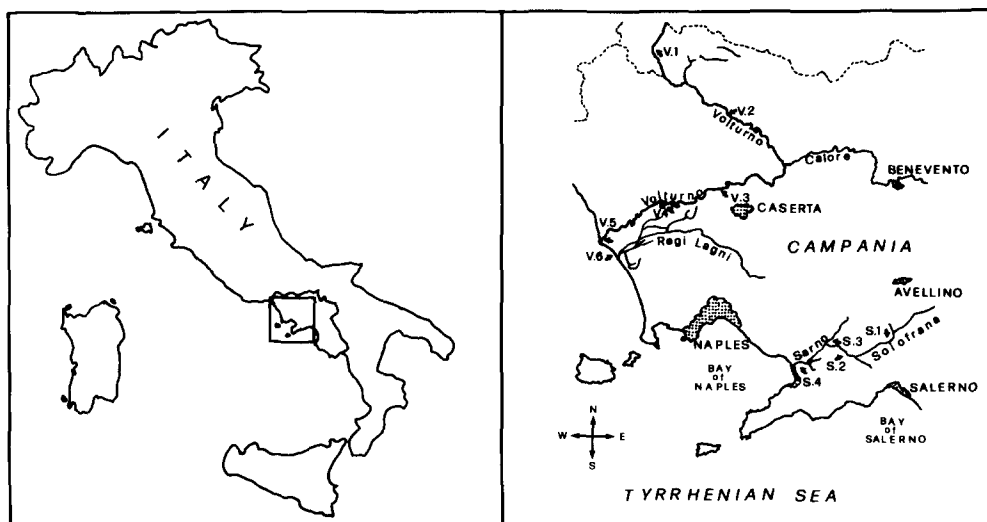 ITALY
V.1
V.2
Volturno
Calore
BENEVENTO
V.3
CASERTA
Volturno
V.5
V.6
Regi Lagni
CAMPANIA
AVELLINO
NAPLES
BAY
of
NAPLES
Sarno
S.1
S.3
Solofrana
S.2
S.4
SALERNO
BAY
of
SALERNO
N
W
E
S
TYRRHENIAN SEA